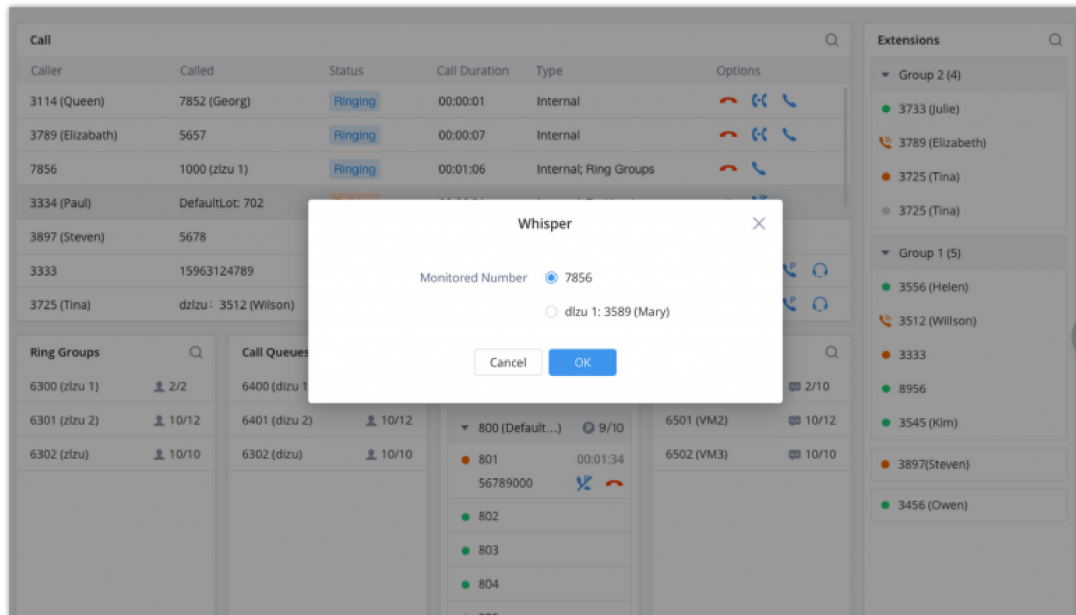 Call
Extensions
Caller Called Status Call Duration Type Options
3114 (Queen) 7852 (Georg) Ringing 00:00:01 Internal
3789 (Elizabath) 5657 Ringing 00:00:07 Internal
7856 1000 (zlzu 1) Ringing 00:01:06 Internal; Ring Groups
3334 (Paul) DefaultLot: 702
3897 (Steven) 5678
3333 15963124789
3725 (Tina) dzlzu: 3512 (Wilson)
Whisper
Monitored Number 7856
dlzu 1: 3589 (Mary)
Cancel OK
Group 2 (4)
3733 (Julie)
3789 (Elizabeth)
3725 (Tina)
3725 (Tina)
Group 1 (5)
3556 (Helen)
3512 (Willson)
3333
8956
3545 (Kim)
3897(Steven)
3456 (Owen)
Ring Groups
6300 (zlzu 1) 2/2
6301 (zlzu 2) 10/12
6302 (zlzu) 10/10
Call Queues
6400 (dizu 1
6401 (dizu 2) 10/12
6302 (dizu) 10/10
800 (Default...) 9/10
801 00:01:34
56789000
802
803
804
2/10
6501 (VM2) 10/12
6502 (VM3) 10/10